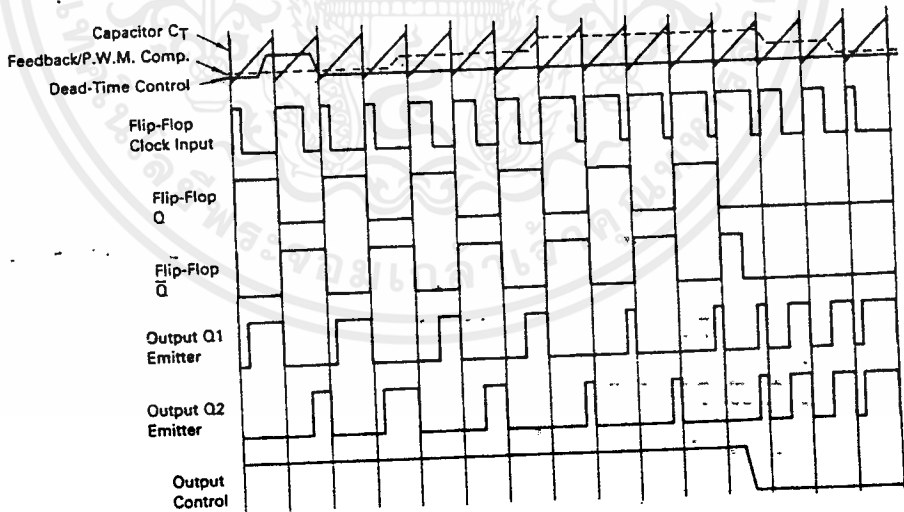 Capacitor CT
Feedback/P.W.M. Comp.
Dead-Time Control
Flip-Flop
Clock Input
Flip-Flop
Q
Flip-Flop
Q̅
Output Q1
Emitter
Output Q2
Emitter
Output
Control